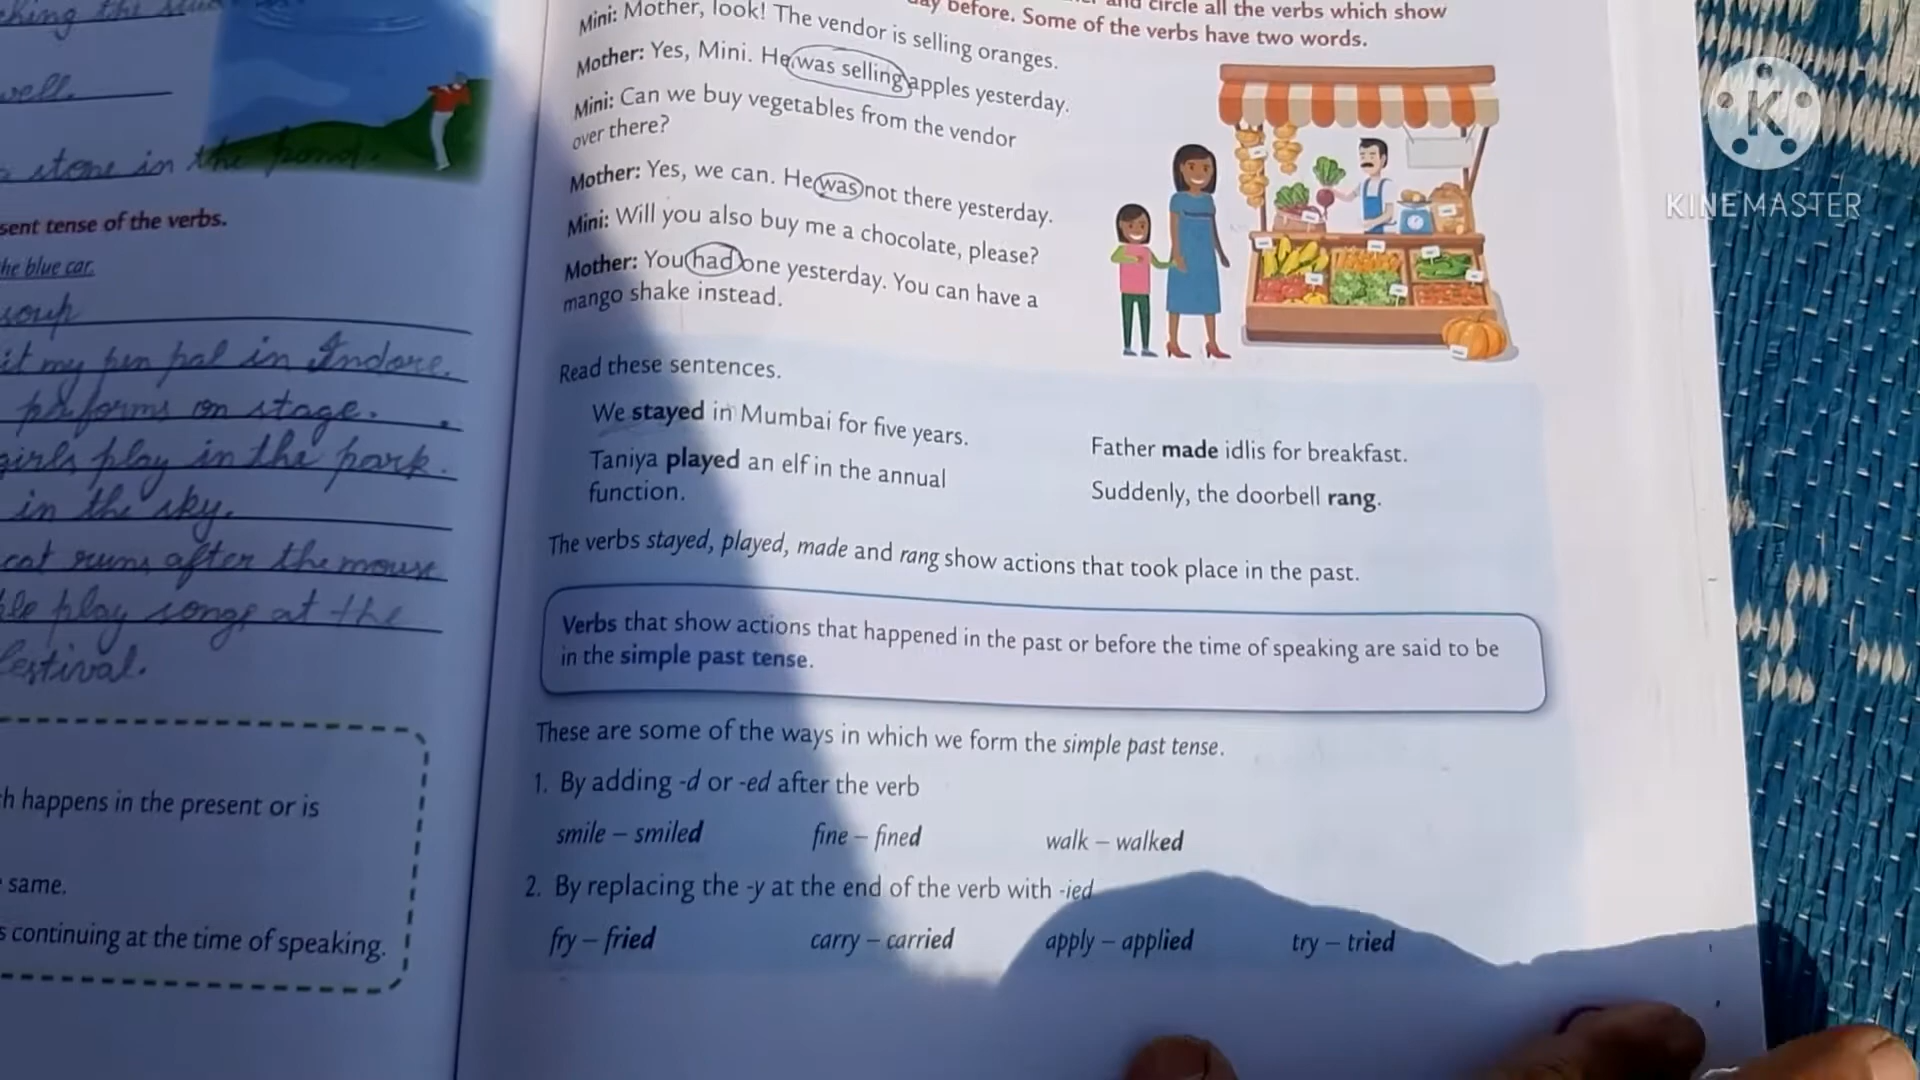 stone in the pond.
well.
sent tense of the verbs.
he blue car.
soup
it my pen pal in Indore.
performs on stage.
girls play in the park.
in the sky.
cat runs after the mouse
ple play songs at the
festival.
h happens in the present or is
same.
s continuing at the time of speaking.
and circle all the verbs which show
day before. Some of the verbs have two words.
Mini: Mother, look! The vendor is selling oranges.
Mother: Yes, Mini. He was selling apples yesterday.
Mini: Can we buy vegetables from the vendor
over there?
Mother: Yes, we can. He was not there yesterday.
Mini: Will you also buy me a chocolate, please?
Mother: You had one yesterday. You can have a
mango shake instead.
Read these sentences.
We stayed in Mumbai for five years.
Taniya played an elf in the annual
function.
Father made idlis for breakfast.
Suddenly, the doorbell rang.
The verbs stayed, played, made and rang show actions that took place in the past.
Verbs that show actions that happened in the past or before the time of speaking are said to be
in the simple past tense.
These are some of the ways in which we form the simple past tense.
1. By adding -d or -ed after the verb
smile – smiled fine – fined walk – walked
2. By replacing the -y at the end of the verb with -ied
fry – fried carry – carried apply – applied try – tried
K
KINEMASTER